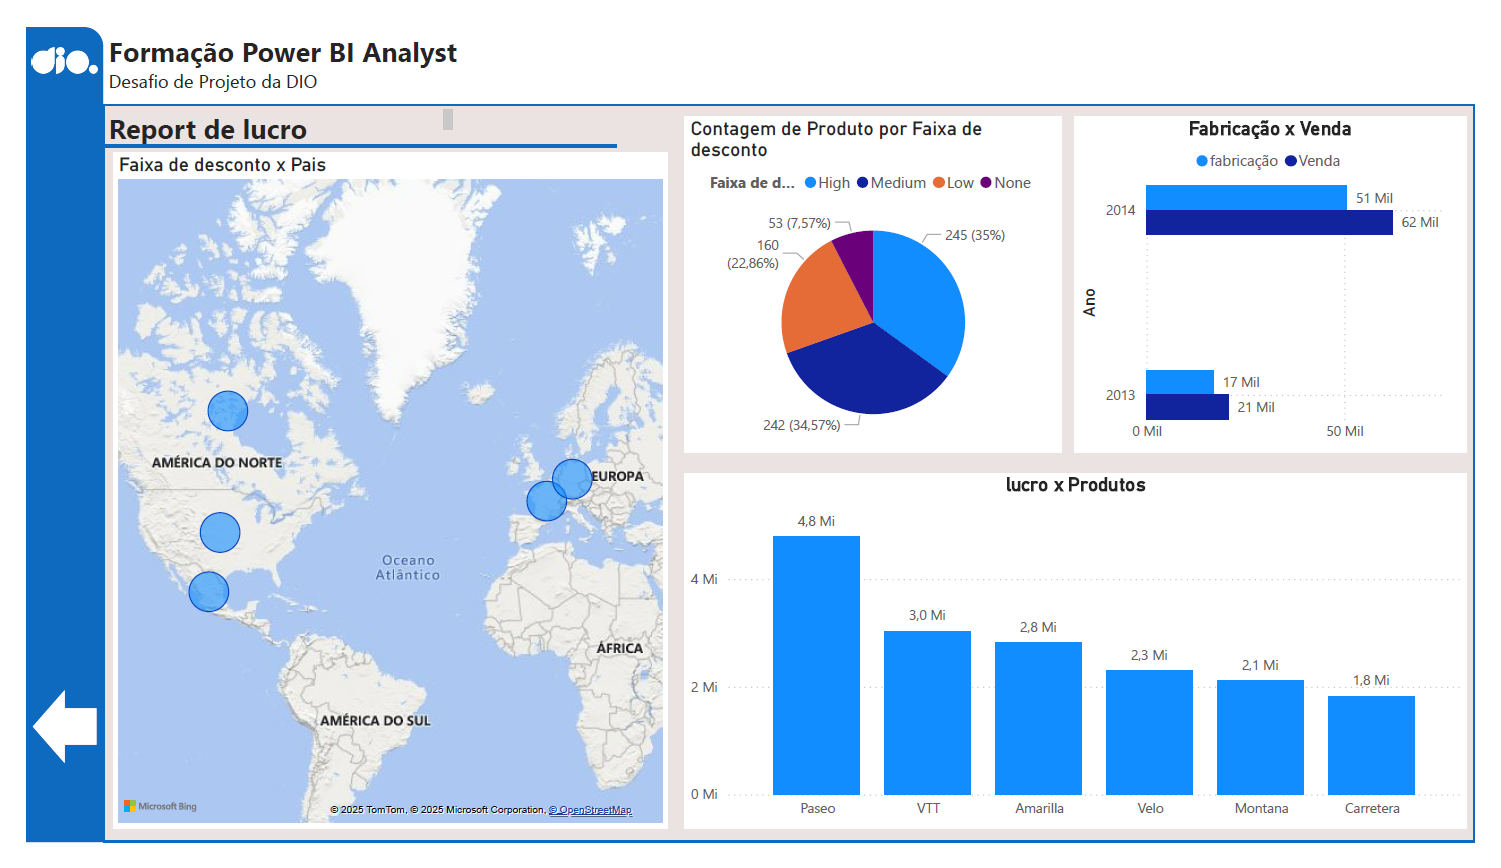 dio.
Formação Power BI Analyst
Desafio de Projeto da DIO
Report de lucro
Faixa de desconto x Pais
AMÉRICA DO NORTE
EUROPA
Oceano
Atlântico
ÁFRICA
AMÉRICA DO SUL
Microsoft Bing
© 2025 TomTom, © 2025 Microsoft Corporation, © OpenStreetMap
Contagem de Produto por Faixa de
desconto
Faixa de d... High Medium Low None
53 (7,57%)
245 (35%)
160
(22,86%)
242 (34,57%)
Fabricação x Venda
fabricação Venda
Ano
2014
51 Mil
62 Mil
2013
17 Mil
21 Mil
0 Mil 50 Mil
lucro x Produtos
4,8 Mi
4 Mi
3,0 Mi
2,8 Mi
2,3 Mi
2,1 Mi
1,8 Mi
2 Mi
0 Mi
Paseo VTT Amarilla Velo Montana Carretera